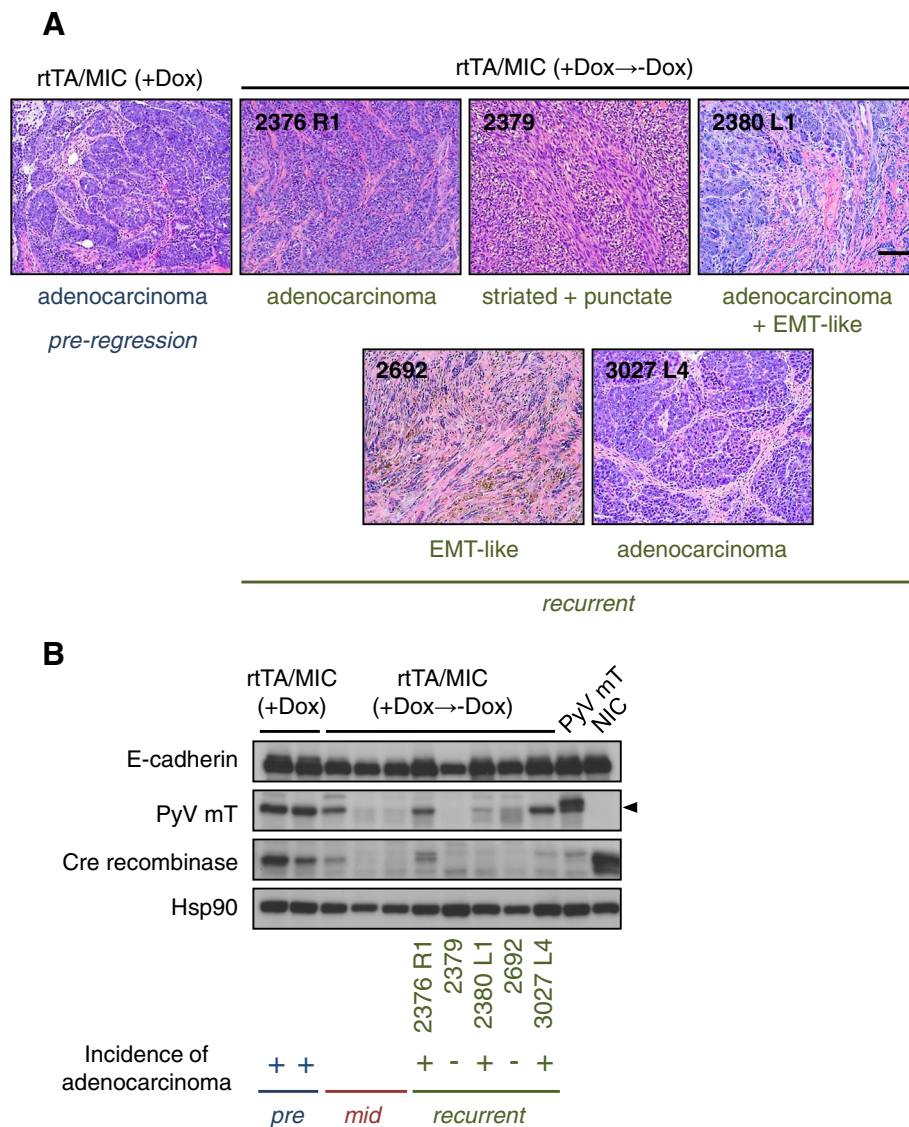 A
rtTA/MIC (+Dox)
rtTA/MIC (+Dox→-Dox)
2376 R1
2379
2380 L1
adenocarcinoma
adenocarcinoma
striated + punctate
adenocarcinoma
+ EMT-like
pre-regression
2692
3027 L4
EMT-like
adenocarcinoma
recurrent
B
rtTA/MIC
(+Dox)
rtTA/MIC
(+Dox→-Dox)
PyV mT
NIC
E-cadherin
PyV mT
Cre recombinase
Hsp90
2376 R1
2379
2380 L1
2692
3027 L4
Incidence of
adenocarcinoma
+ + + - + - +
pre
mid
recurrent